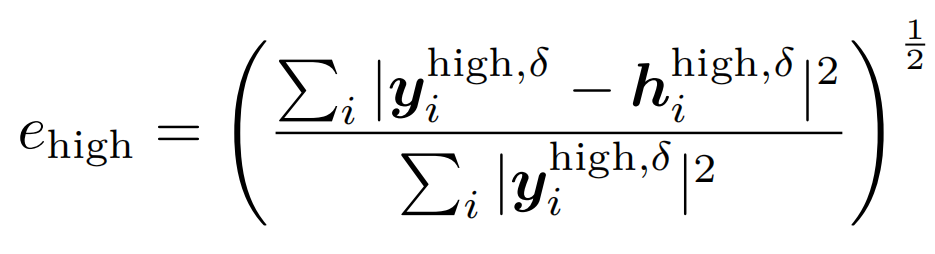 $e_{\text{high}} = \left( \frac{\sum_i |\boldsymbol{y}_i^{\text{high},\delta} - \boldsymbol{h}_i^{\text{high},\delta}|^2}{\sum_i |\boldsymbol{y}_i^{\text{high},\delta}|^2} \right)^{\frac{1}{2}}$